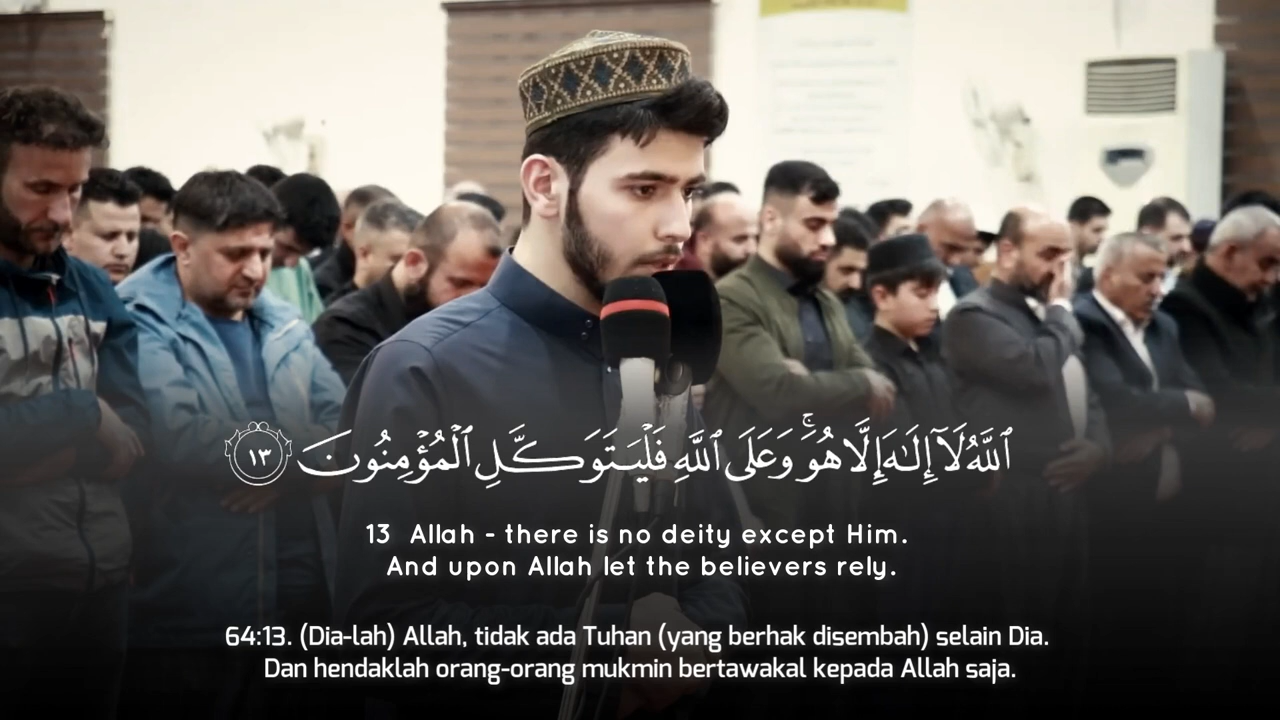 ٱللَّهُ لَآ إِلَـٰهَ إِلَّا هُوَۚ وَعَلَى ٱللَّهِ فَلْيَتَوَكَّلِ ٱلْمُؤْمِنُونَ ١٣
13 Allah - there is no deity except Him.
And upon Allah let the believers rely.
64:13. (Dia-lah) Allah, tidak ada Tuhan (yang berhak disembah) selain Dia.
Dan hendaklah orang-orang mukmin bertawakal kepada Allah saja.